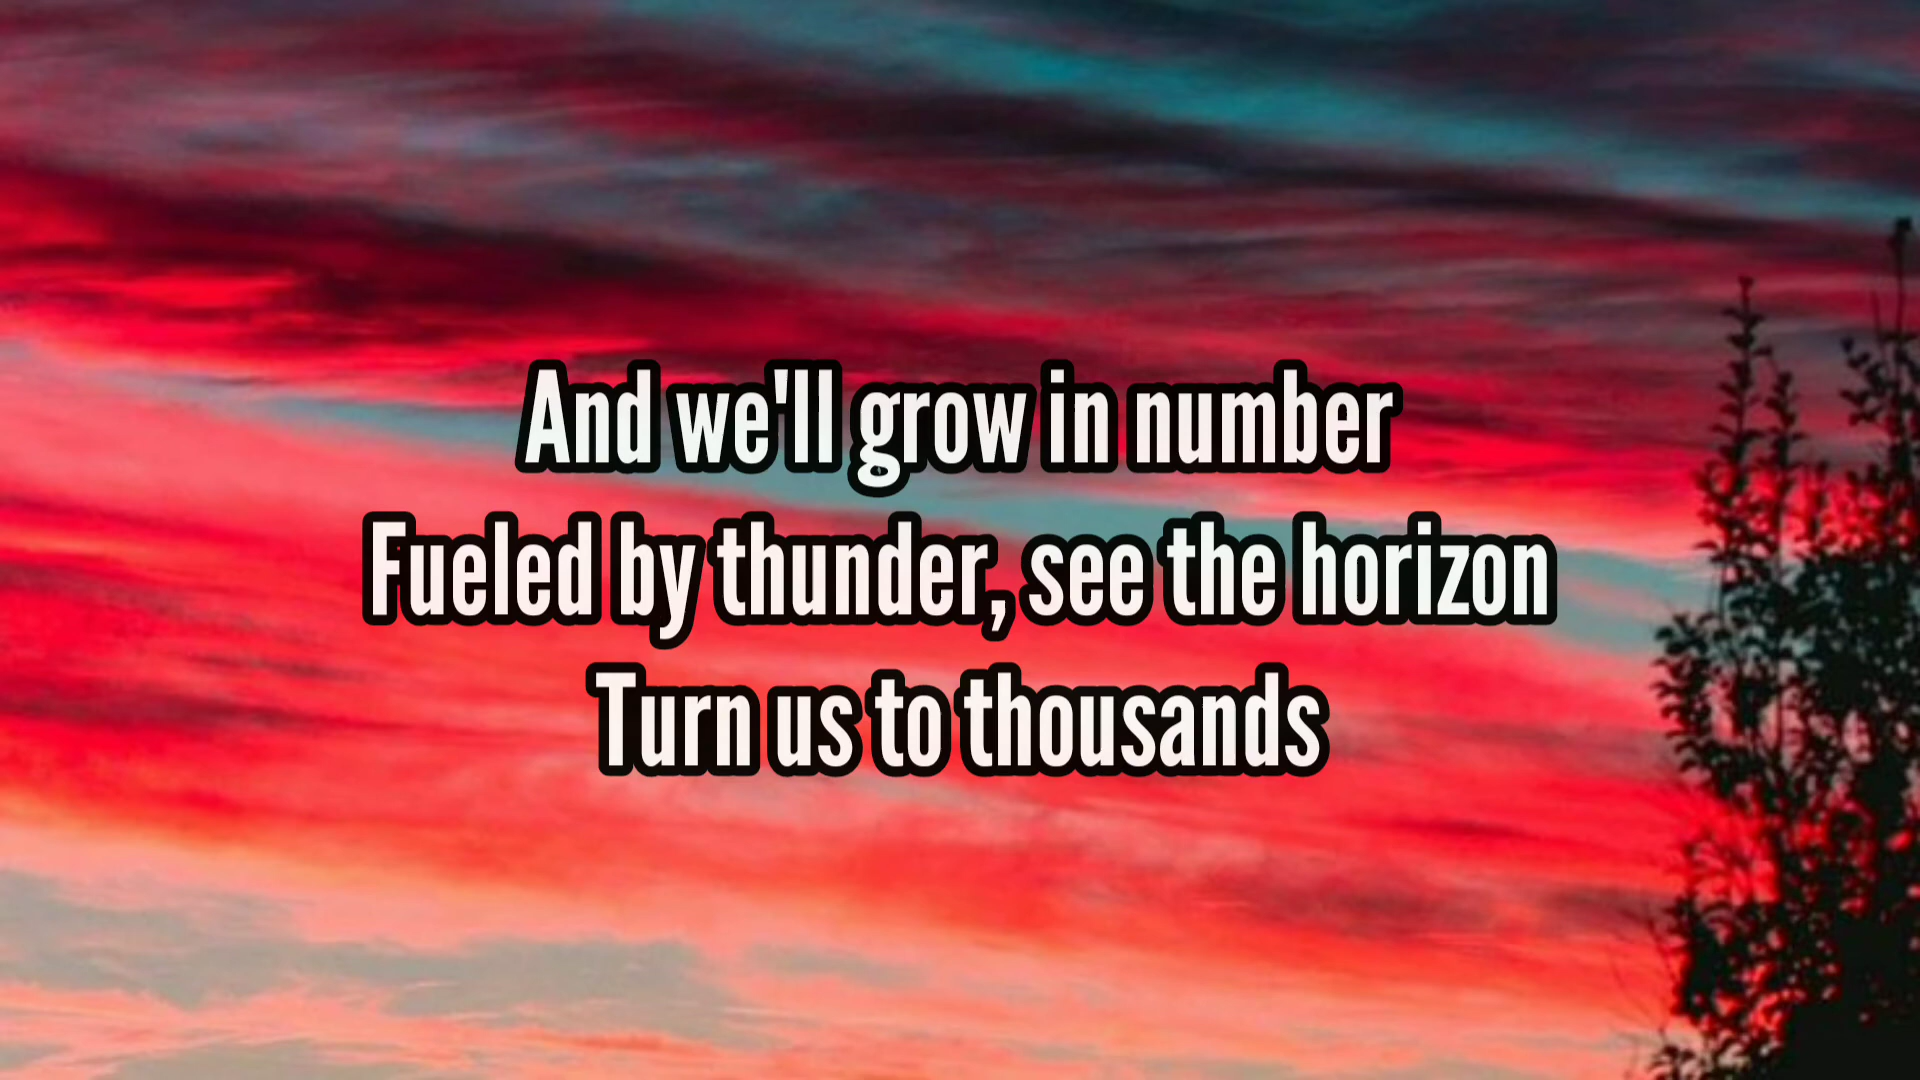 And we'll grow in number
Fueled by thunder, see the horizon
Turn us to thousands